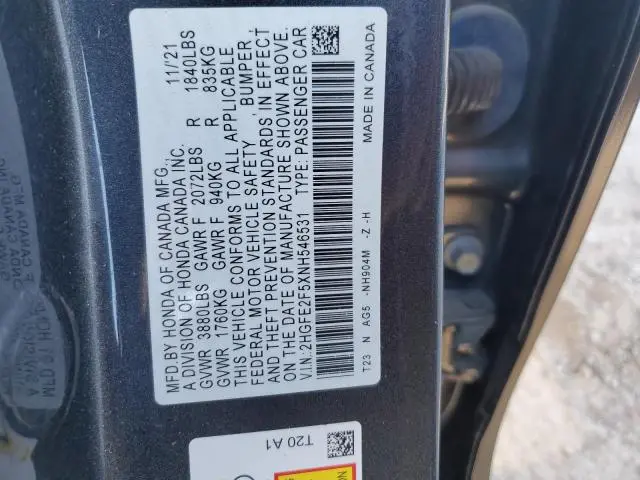 MFD.BY HONDA OF CANADA MFG., 11/21
A DIVISION OF HONDA CANADA INC.
GVWR 3880LBS GAWR F 2072LBS R 1840LBS
GVWR 1760KG GAWR F 940KG R 835KG
THIS VEHICLE CONFORMS TO ALL APPLICABLE
FEDERAL MOTOR VEHICLE SAFETY , BUMPER ,
AND THEFT PREVENTION STANDARDS IN EFFECT
ON THE DATE OF MANUFACTURE SHOWN ABOVE.
V.I.N.:2HGFE2F5XNH546531 TYPE: PASSENGER CAR
T23 N AG5 -NH904M -Z -H MADE IN CANADA
T20 A1